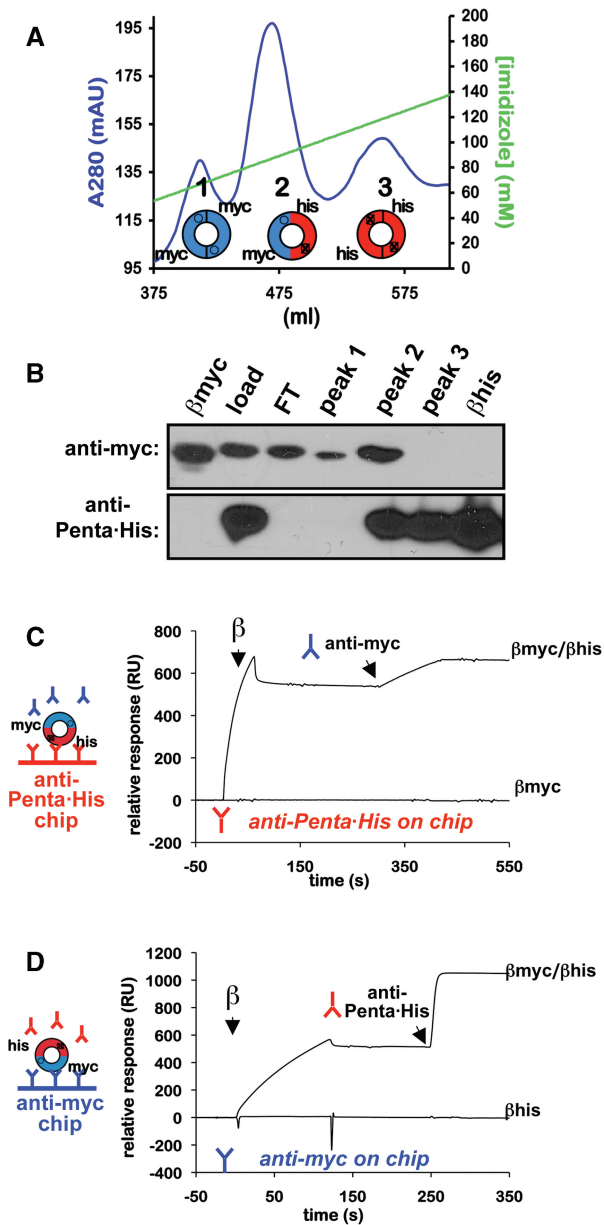 A
A280 (mAU)
195
175
155
135
115
95
200
180
160
140
120
100
80
60
40
20
0
[imidizole] (mM)
1
2
3
myc
myc
his
myc
his
his
375
475
575
(ml)
B
βmyc
load
FT
peak 1
peak 2
peak 3
βhis
anti-myc:
anti-
Penta·His:
C
myc
his
anti-
Penta·His
chip
relative response (RU)
800
600
400
200
0
-200
β
anti-myc
βmyc/βhis
βmyc
anti-Penta·His on chip
-50
150
350
550
time (s)
D
his
myc
anti-myc
chip
relative response (RU)
1200
1000
800
600
400
200
0
-200
-400
β
anti-
Penta·His
βmyc/βhis
βhis
anti-myc on chip
-50
50
150
250
350
time (s)